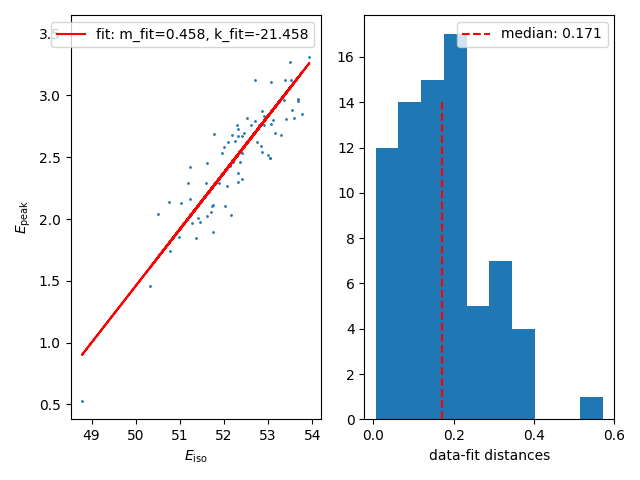 fit: m_fit=0.458, k_fit=-21.458
3.5
3.0
2.5
2.0
1.5
1.0
0.5
E_peak
49 50 51 52 53 54
E_iso
median: 0.171
16
14
12
10
8
6
4
2
0
0.0 0.2 0.4 0.6
data-fit distances